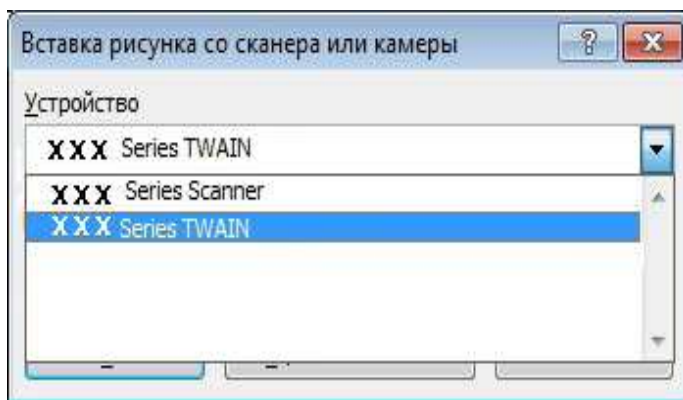 Вставка рисунка со сканера или камеры
Устройство
XXX Series TWAIN
XXX Series Scanner
XXX Series TWAIN